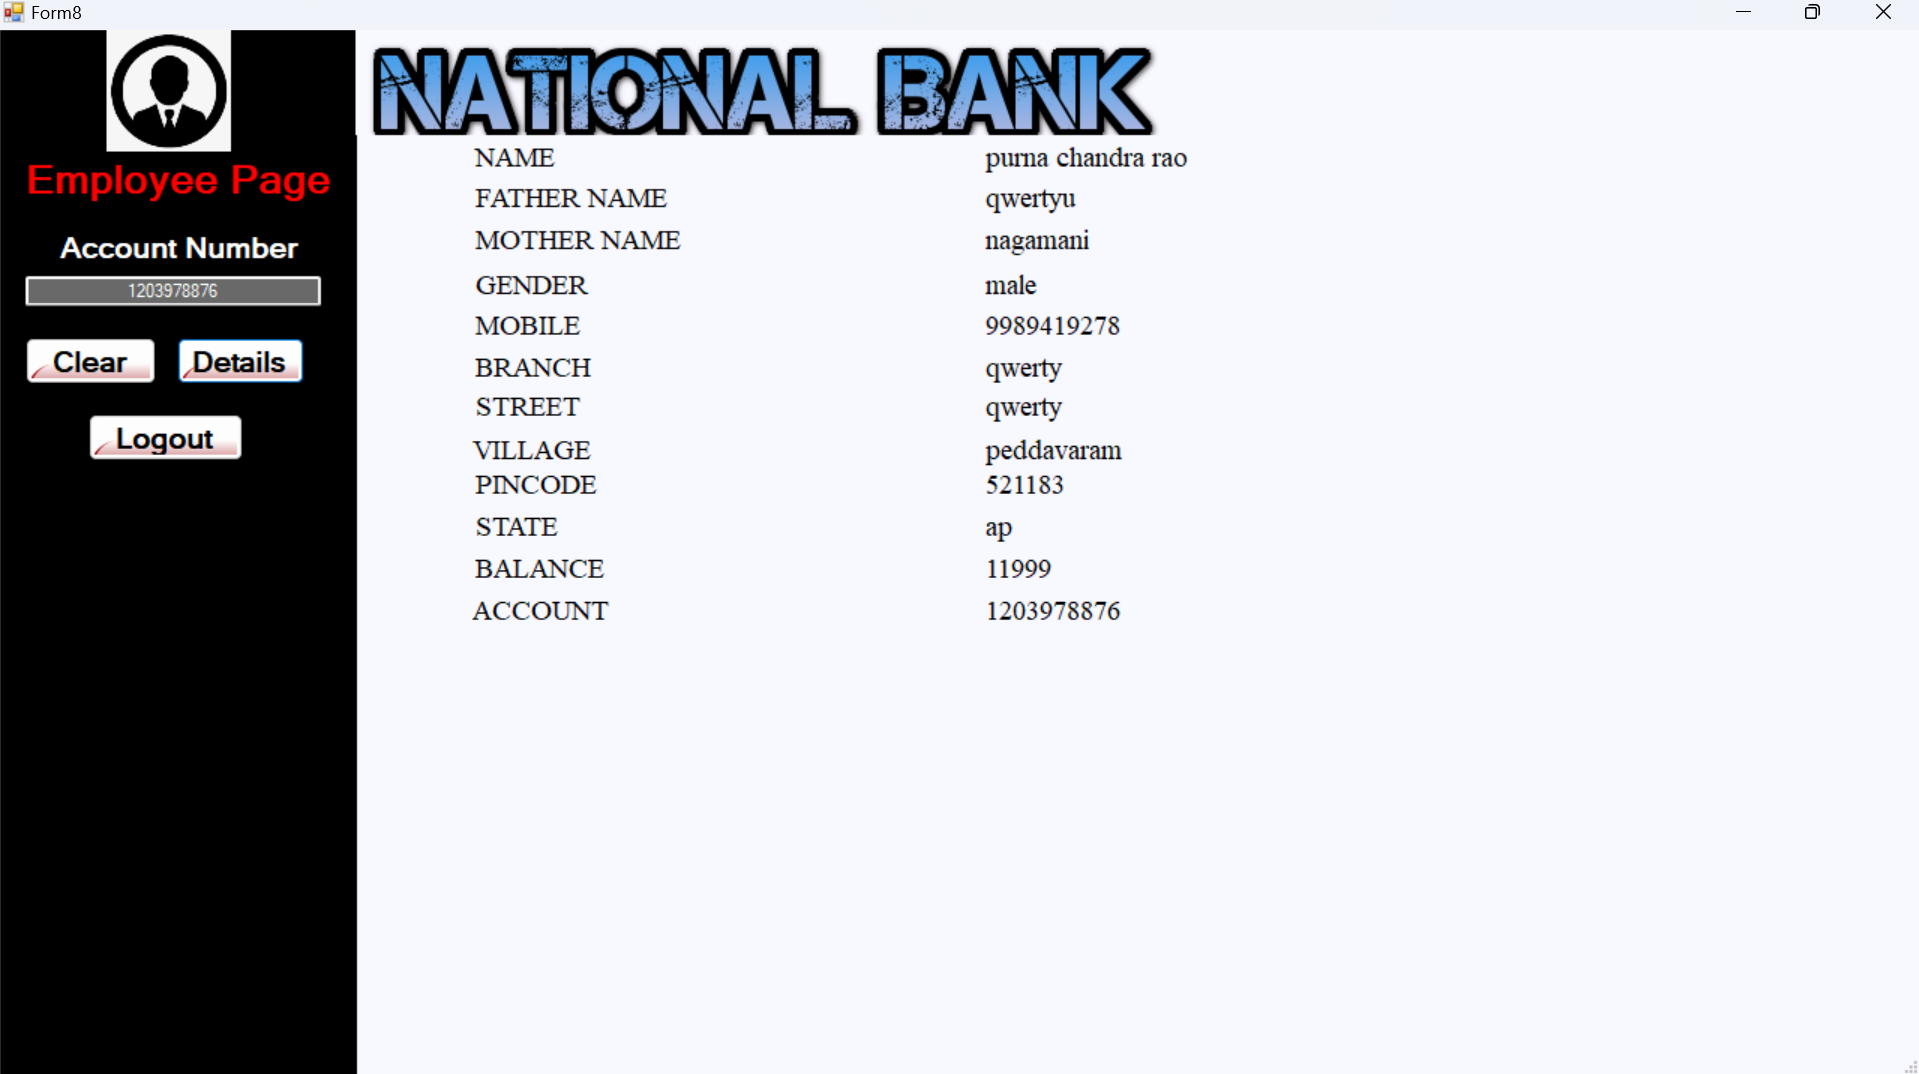 Form8
Employee Page
Account Number
1203978876
Clear Details
Logout
NATIONAL BANK
NAME purna chandra rao
FATHER NAME qwertyu
MOTHER NAME nagamani
GENDER male
MOBILE 9989419278
BRANCH qwerty
STREET qwerty
VILLAGE peddavaram
PINCODE 521183
STATE ap
BALANCE 11999
ACCOUNT 1203978876